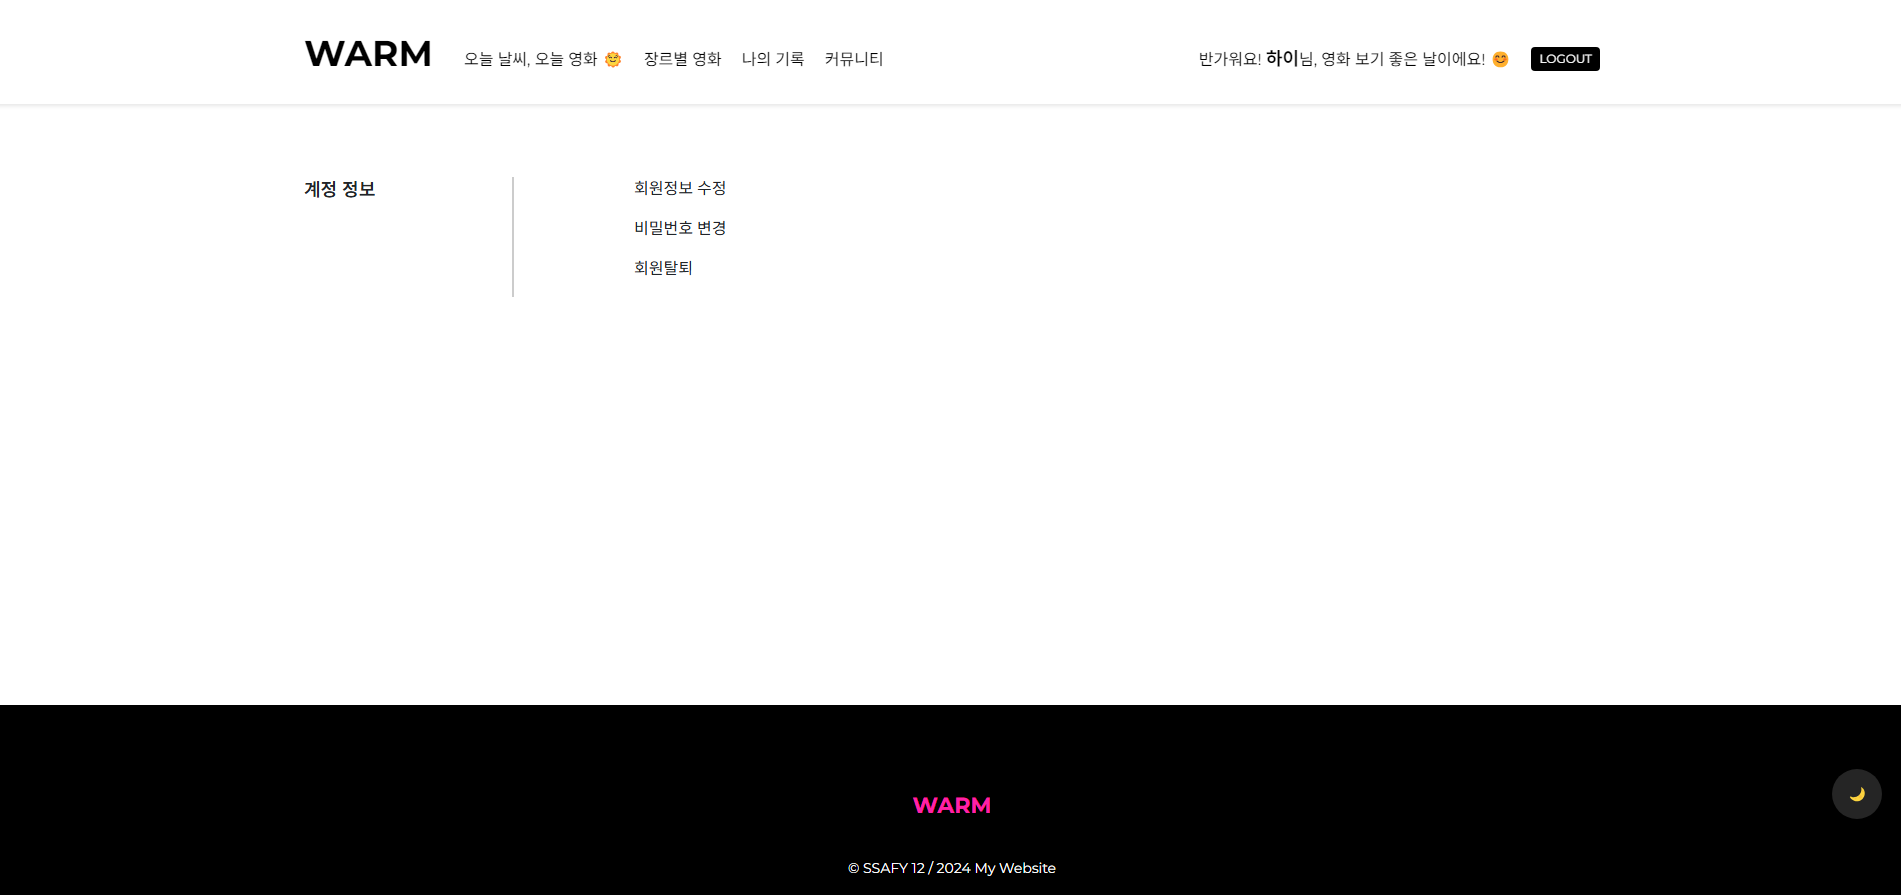 WARM 오늘 날씨, 오늘 영화 🌞 장르별 영화 나의 기록 커뮤니티 반가워요! 하이님, 영화 보기 좋은 날이에요! 😊 LOGOUT
계정 정보
회원정보 수정
비밀번호 변경
회원탈퇴
WARM
© SSAFY 12 / 2024 My Website